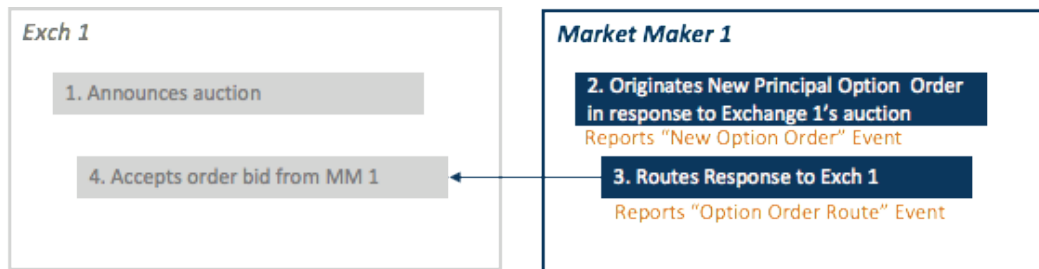 Exch 1
1. Announces auction
4. Accepts order bid from MM 1
Market Maker 1
2. Originates New Principal Option Order
in response to Exchange 1's auction
Reports "New Option Order" Event
3. Routes Response to Exch 1
Reports "Option Order Route" Event